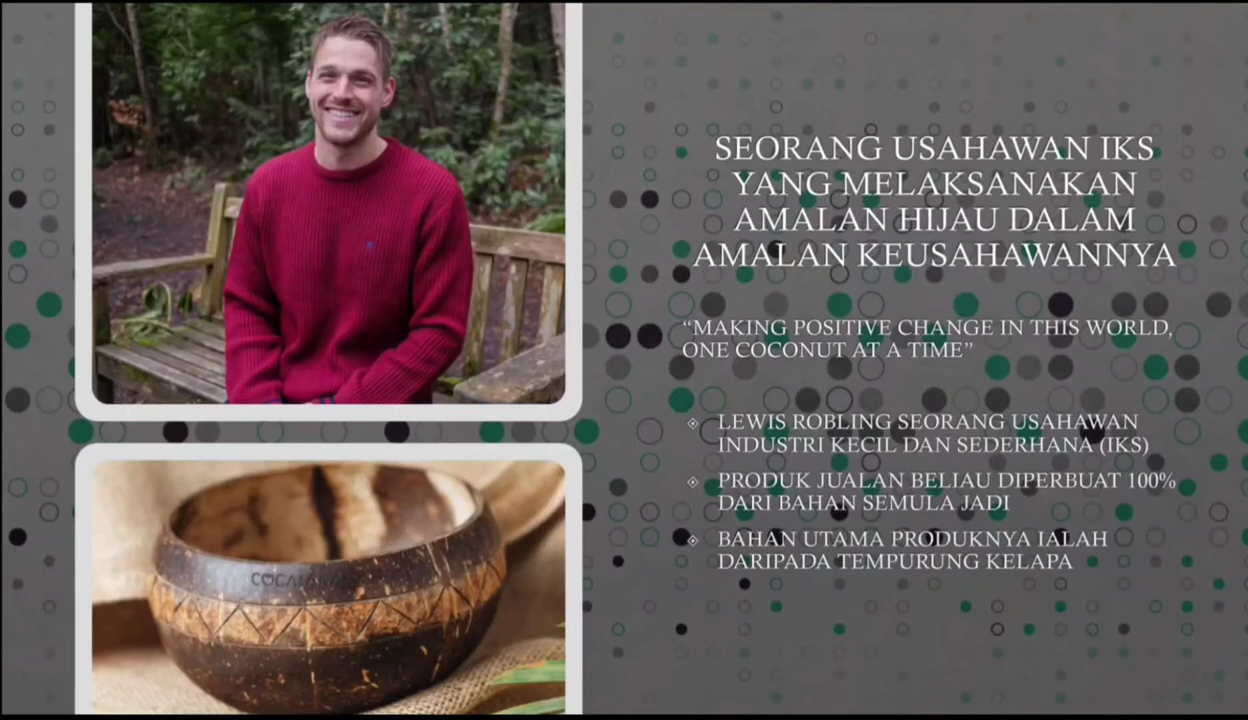 SEORANG USAHAWAN IKS
YANG MELAKSANAKAN
AMALAN HIJAU DALAM
AMALAN KEUSAHAWANNYA
“MAKING POSITIVE CHANGE IN THIS WORLD,
ONE COCONUT AT A TIME”
LEWIS ROBLING SEORANG USAHAWAN
INDUSTRI KECIL DAN SEDERHANA (IKS)
PRODUK JUALAN BELIAU DIPERBUAT 100%
DARI BAHAN SEMULA JADI
BAHAN UTAMA PRODUKNYA IALAH
DARIPADA TEMPURUNG KELAPA